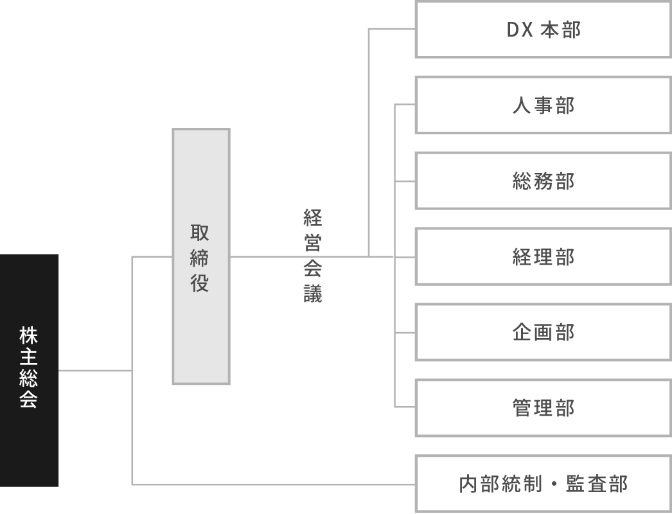 株主総会
取締役
経営会議
DX 本部
人事部
総務部
経理部
企画部
管理部
内部統制・監査部